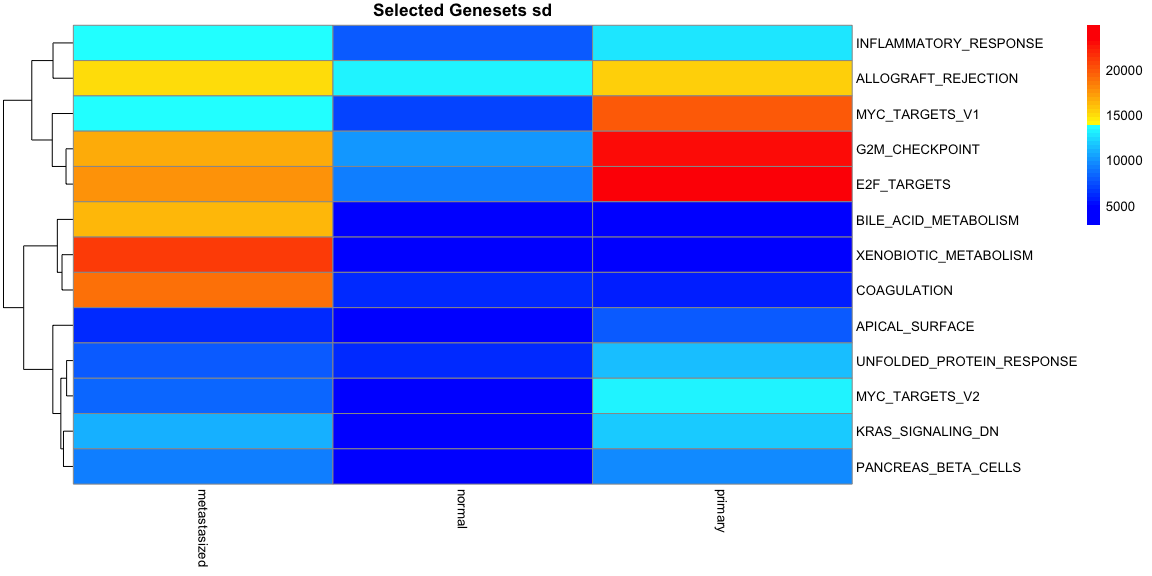 Selected Genesets sd
INFLAMMATORY_RESPONSE
ALLOGRAFT_REJECTION
MYC_TARGETS_V1
G2M_CHECKPOINT
E2F_TARGETS
BILE_ACID_METABOLISM
XENOBIOTIC_METABOLISM
COAGULATION
APICAL_SURFACE
UNFOLDED_PROTEIN_RESPONSE
MYC_TARGETS_V2
KRAS_SIGNALING_DN
PANCREAS_BETA_CELLS
20000
15000
10000
5000
metastasized
normal
primary